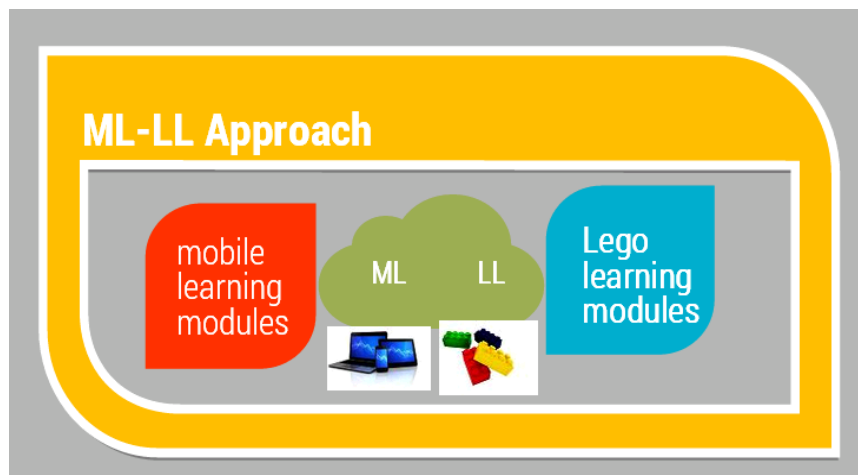 ML-LL Approach
mobile
learning
modules
ML LL
Lego
learning
modules